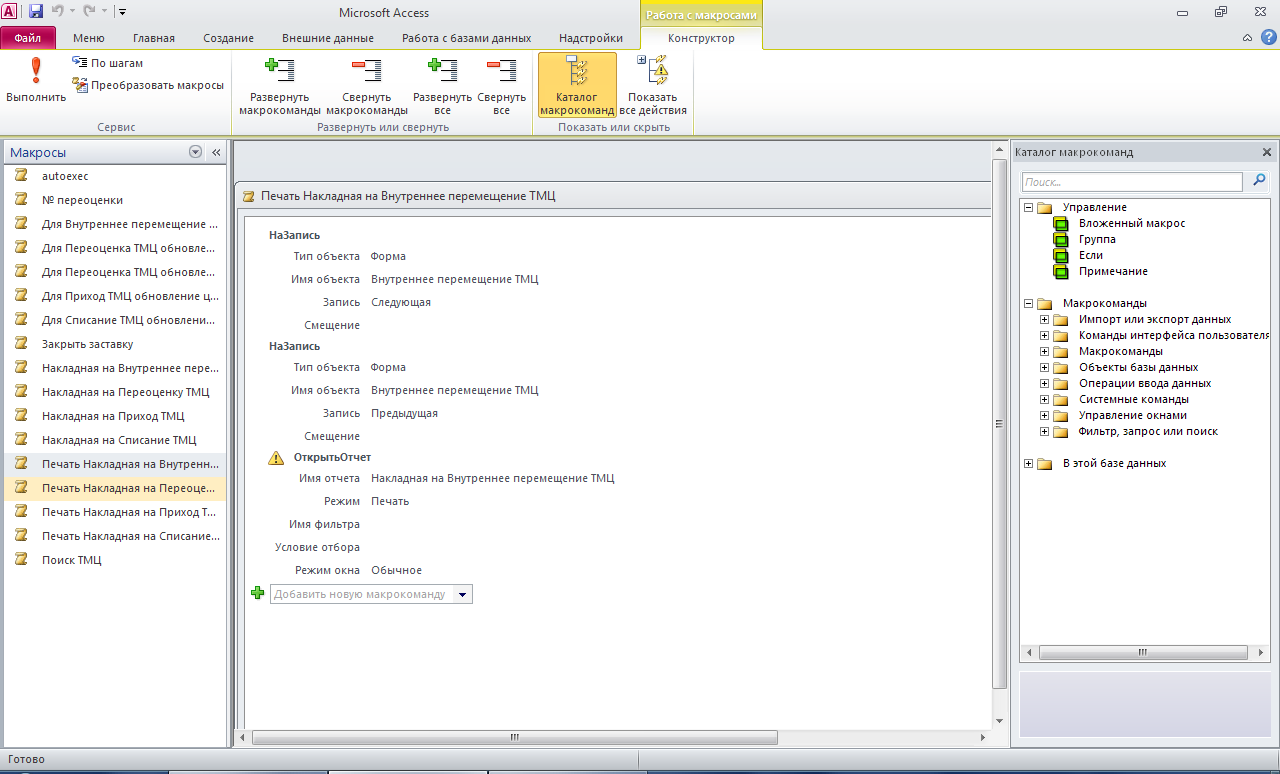 Microsoft Access
Работа с макросами
Файл
Меню
Главная
Создание
Внешние данные
Работа с базами данных
Надстройки
Конструктор
Выполнить
По шагам
Преобразовать макросы
Сервис
Развернуть макрокоманды
Свернуть макрокоманды
Развернуть все
Свернуть все
Развернуть или свернуть
Каталог макрокоманд
Показать все действия
Показать или скрыть
Макросы
autoexec
№ переоценки
Для Внутреннее перемещение ...
Для Переоценка ТМЦ обновле...
Для Переоценка ТМЦ обновле...
Для Приход ТМЦ обновление ц...
Для Списание ТМЦ обновлени...
Закрыть заставку
Накладная на Внутреннее пере...
Накладная на Переоценку ТМЦ
Накладная на Приход ТМЦ
Накладная на Списание ТМЦ
Печать Накладная на Внутренн...
Печать Накладная на Переоце...
Печать Накладная на Приход Т...
Печать Накладная на Списание...
Поиск ТМЦ
Печать Накладная на Внутреннее перемещение ТМЦ
НаЗапись
Тип объекта Форма
Имя объекта Внутреннее перемещение ТМЦ
Запись Следующая
Смещение
НаЗапись
Тип объекта Форма
Имя объекта Внутреннее перемещение ТМЦ
Запись Предыдущая
Смещение
ОткрытьОтчет
Имя отчета Накладная на Внутреннее перемещение ТМЦ
Режим Печать
Имя фильтра
Условие отбора
Режим окна Обычное
Добавить новую макрокоманду
Каталог макрокоманд
Поиск...
Управление
Вложенный макрос
Группа
Если
Примечание
Макрокоманды
Импорт или экспорт данных
Команды интерфейса пользователя
Макрокоманды
Объекты базы данных
Операции ввода данных
Системные команды
Управление окнами
Фильтр, запрос или поиск
В этой базе данных
Готово